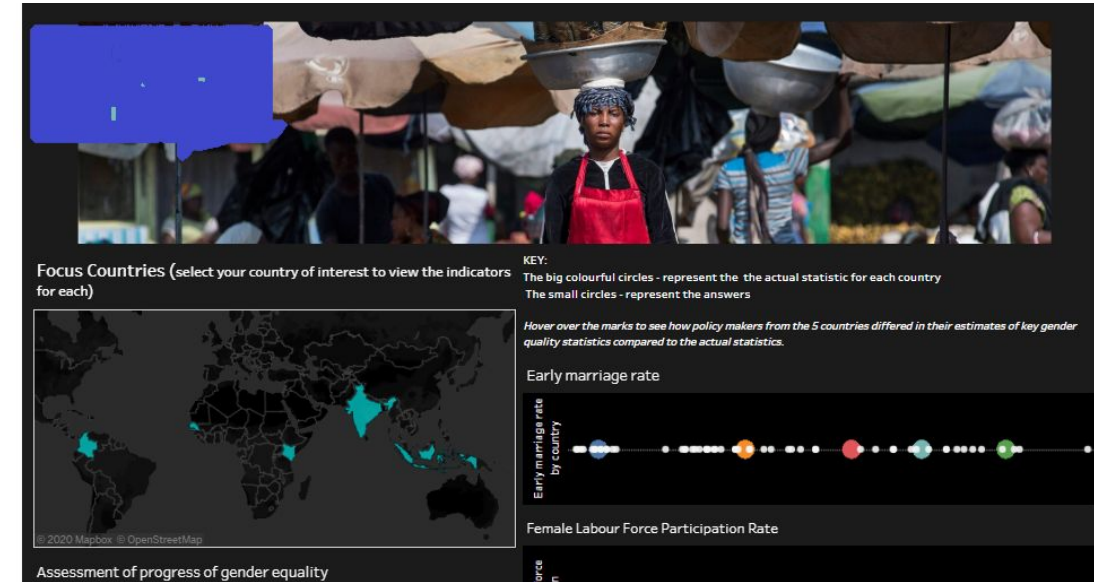 Focus Countries (select your country of interest to view the indicators
for each)
© 2020 Mapbox © OpenStreetMap
Assessment of progress of gender equality
KEY:
The big colourful circles - represent the the actual statistic for each country
The small circles - represent the answers
Hover over the marks to see how policy makers from the 5 countries differed in their estimates of key gender
quality statistics compared to the actual statistics.
Early marriage rate
Early marriage rate
by country
Female Labour Force Participation Rate